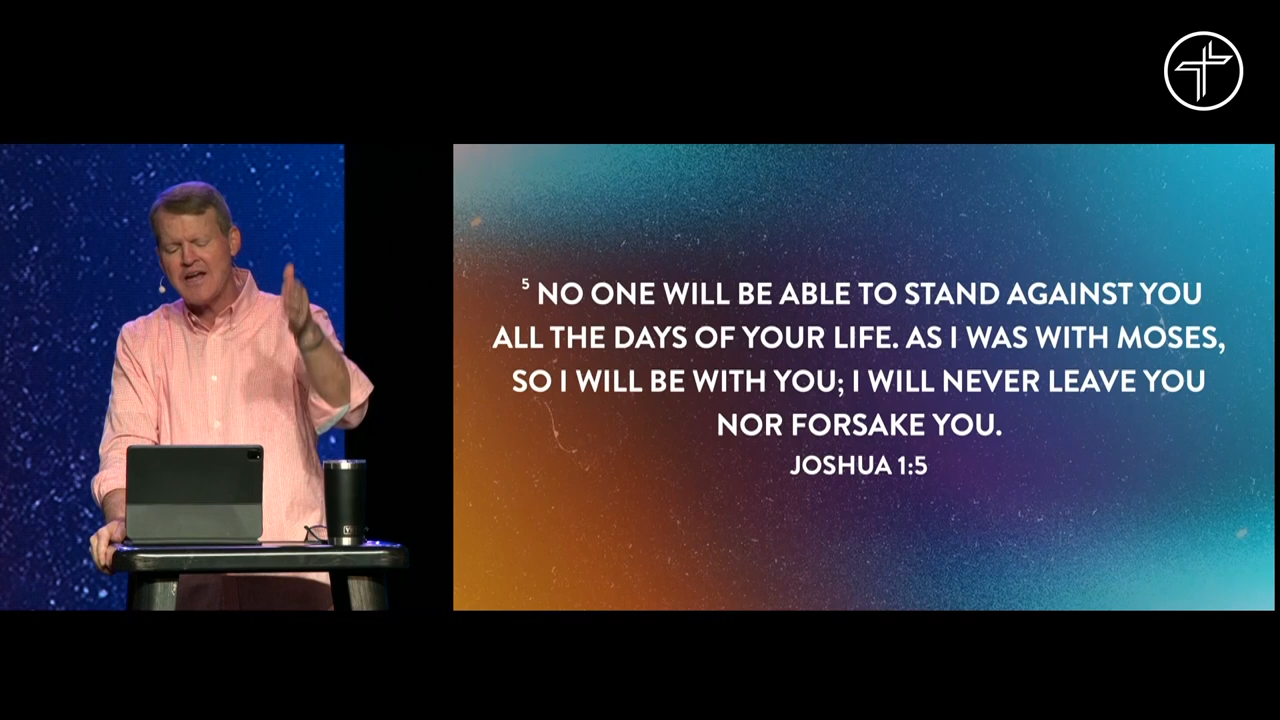 ⁵ NO ONE WILL BE ABLE TO STAND AGAINST YOU
ALL THE DAYS OF YOUR LIFE. AS I WAS WITH MOSES,
SO I WILL BE WITH YOU; I WILL NEVER LEAVE YOU
NOR FORSAKE YOU.
JOSHUA 1:5